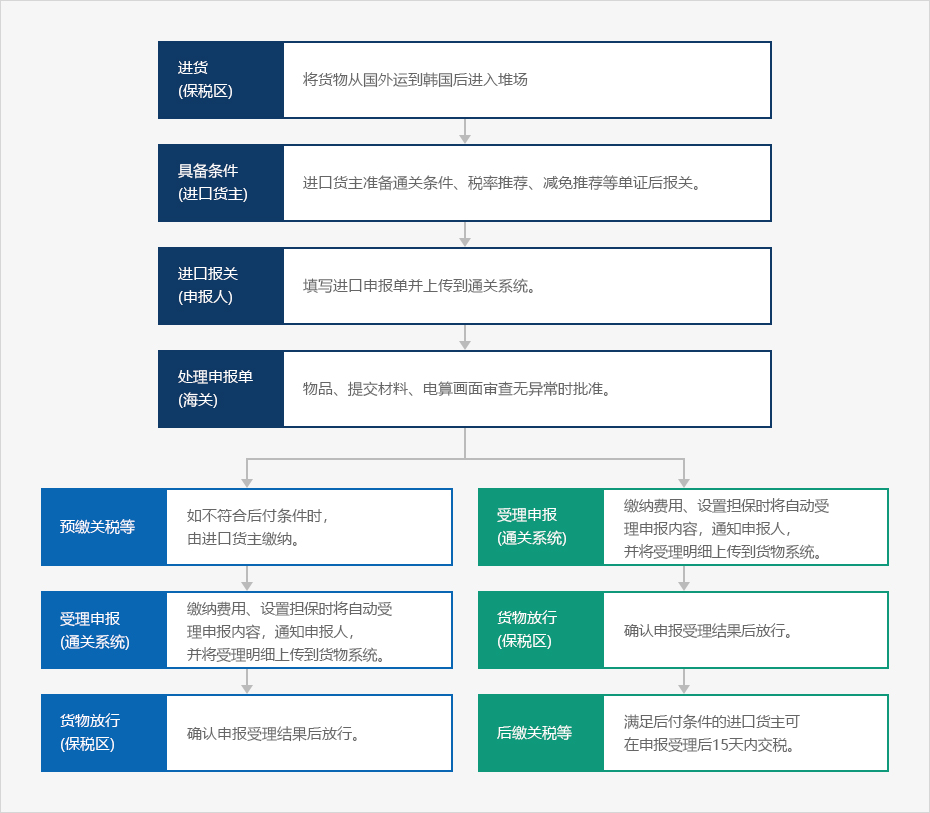 进货
(保税区)
将货物从国外运到韩国后进入堆场
具备条件
(进口货主)
进口货主准备通关条件、税率推荐、减免推荐等单证后报关。
进口报关
(申报人)
填写进口申报单并上传到通关系统。
处理申报单
(海关)
物品、提交材料、电算画面审查无异常时批准。
预缴关税等
如不符合后付条件时，
由进口货主缴纳。
受理申报
(通关系统)
缴纳费用、设置担保时将自动受
理申报内容，通知申报人，
并将受理明细上传到货物系统。
货物放行
(保税区)
确认申报受理结果后放行。
受理申报
(通关系统)
缴纳费用、设置担保时将自动受
理申报内容，通知申报人，
并将受理明细上传到货物系统。
货物放行
(保税区)
确认申报受理结果后放行。
后缴关税等
满足后付条件的进口货主可
在申报受理后15天内交税。